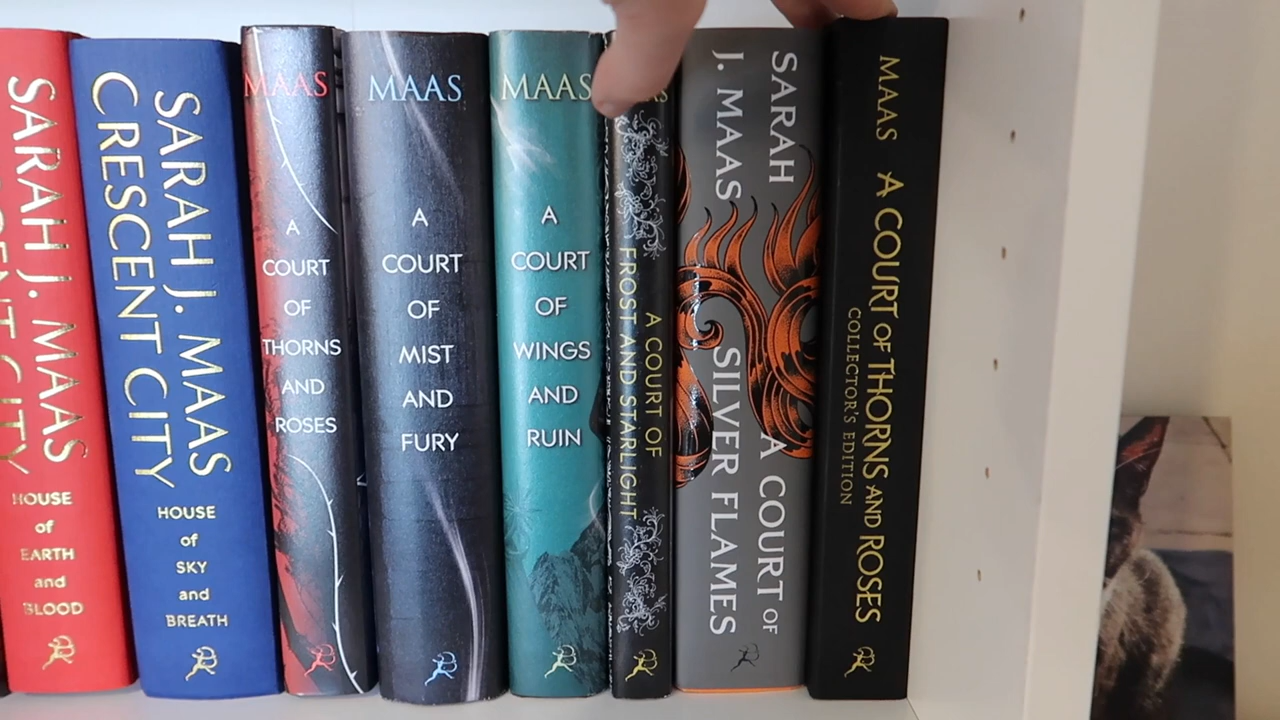 SARAH J. MAAS
CRESCENT CITY
HOUSE
of
EARTH
and
BLOOD
SARAH J. MAAS
CRESCENT CITY
HOUSE
of
SKY
and
BREATH
MAAS
A
COURT
OF
THORNS
AND
ROSES
MAAS
A
COURT
OF
MIST
AND
FURY
MAAS
A
COURT
OF
WINGS
AND
RUIN
A COURT OF
FROST AND STARLIGHT
SARAH
J. MAAS
A COURT OF
SILVER FLAMES
MAAS A COURT OF THORNS AND ROSES
COLLECTOR'S EDITION